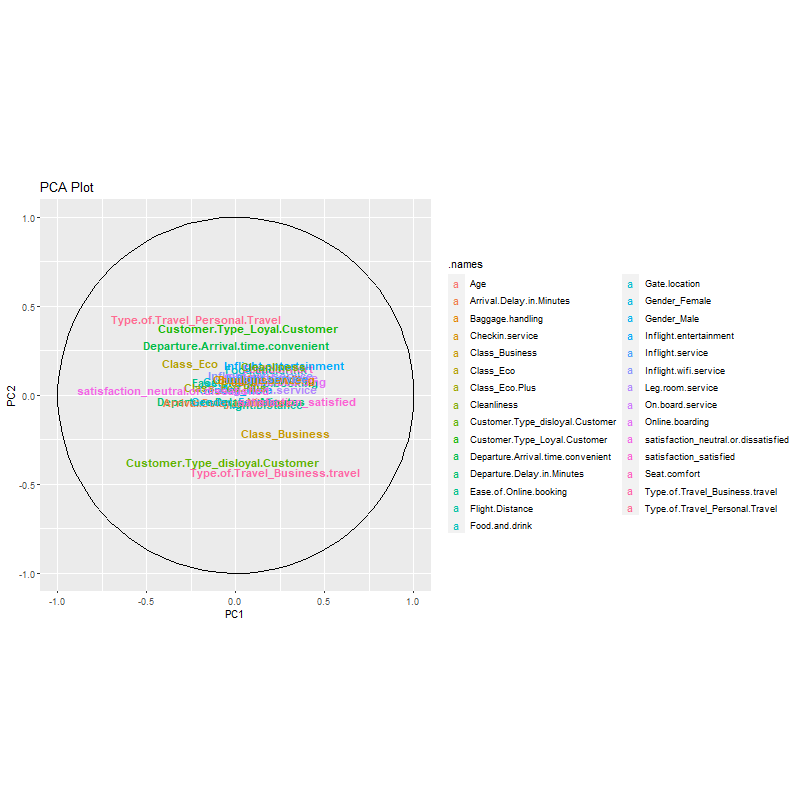 PCA Plot
1.0
0.5
0.0
-0.5
-1.0
PC2
Type.of.Travel_Personal.Travel
Customer.Type_Loyal.Customer
Departure.Arrival.time.convenient
Class_Eco
Inflight.entertainment
satisfaction_neutral.or.
satisfied
Class_Business
Customer.Type_disloyal.Customer
Type.of.Travel_Business.travel
-1.0
-0.5
0.0
0.5
1.0
PC1
.names
a Age
a Arrival.Delay.in.Minutes
a Baggage.handling
a Checkin.service
a Class_Business
a Class_Eco
a Class_Eco.Plus
a Cleanliness
a Customer.Type_disloyal.Customer
a Customer.Type_Loyal.Customer
a Departure.Arrival.time.convenient
a Departure.Delay.in.Minutes
a Ease.of.Online.booking
a Flight.Distance
a Food.and.drink
a Gate.location
a Gender_Female
a Gender_Male
a Inflight.entertainment
a Inflight.service
a Inflight.wifi.service
a Leg.room.service
a On.board.service
a Online.boarding
a satisfaction_neutral.or.dissatisfied
a satisfaction_satisfied
a Seat.comfort
a Type.of.Travel_Business.travel
a Type.of.Travel_Personal.Travel